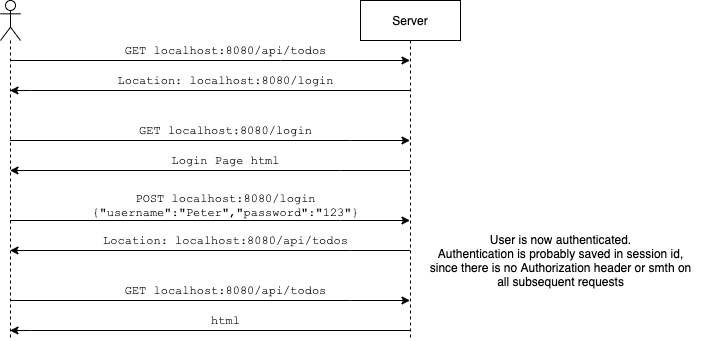 Server
GET localhost:8080/api/todos
Location: localhost:8080/login
GET localhost:8080/login
Login Page html
POST localhost:8080/login
{"username":"Peter","password":"123"}
Location: localhost:8080/api/todos
User is now authenticated.
Authentication is probably saved in session id,
since there is no Authorization header or smth on
all subsequent requests
GET localhost:8080/api/todos
html